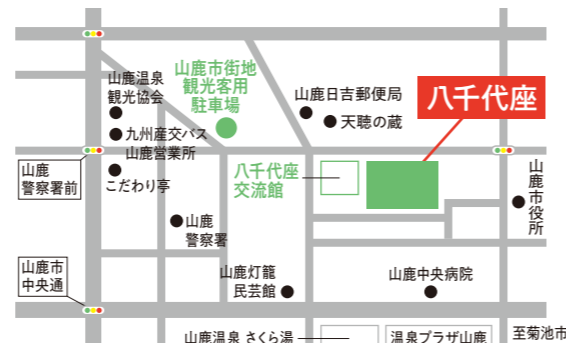 山鹿温泉
観光協会
山鹿市街地
観光客用
駐車場
山鹿日吉郵便局
天聴の蔵
八千代座
九州産交バス
山鹿営業所
こだわり亭
山鹿
警察署前
八千代座
交流館
山鹿市役所
山鹿
警察署
山鹿市
中央通
山鹿灯籠
民芸館
山鹿中央病院
山鹿温泉 さくら湯
温泉プラザ山鹿
至菊池市